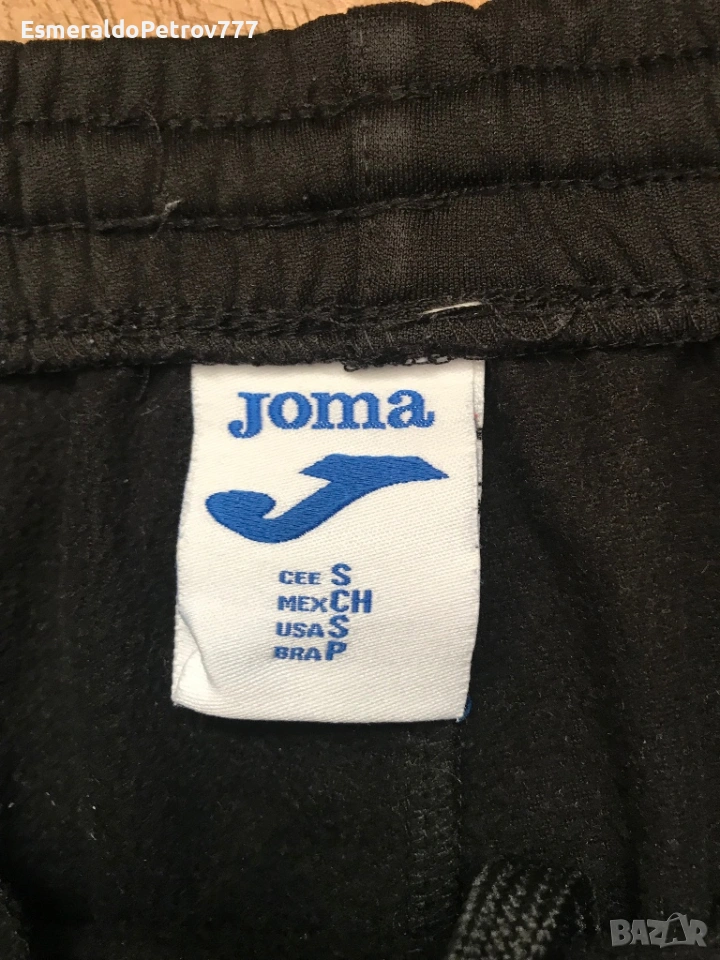 EsmeraldoPetrov777
Joma
CEE S
MEX CH
USA S
BRA P
BAZAR